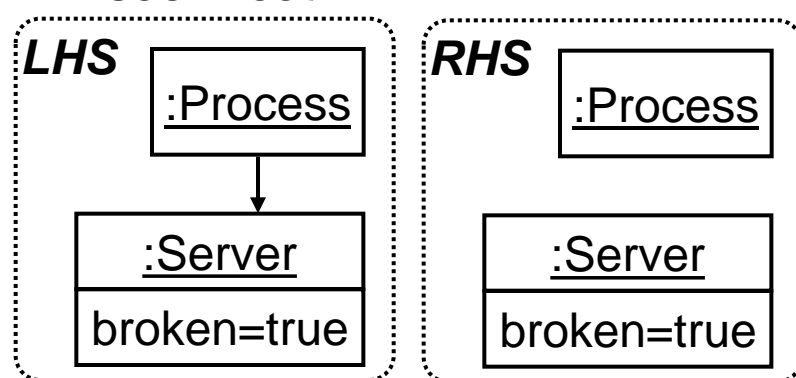 LHS
:Process
:Server
broken=true
RHS
:Process
:Server
broken=true